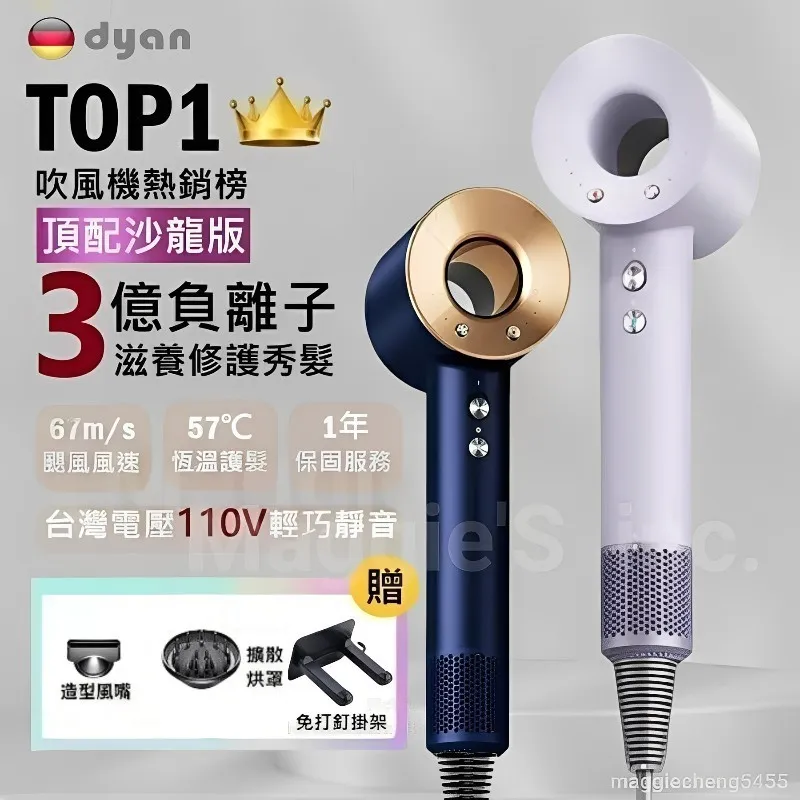 dyan
TOP1
吹風機熱銷榜
頂配沙龍版
3億負離子
滋養修護秀髮
67m/s
颶風風速
57℃
恆溫護髮
1年
保固服務
台灣電壓110V輕巧靜音
Maggie'S inc.
贈
造型風嘴
擴散
烘罩
免打釘掛架
maggiecheng5455